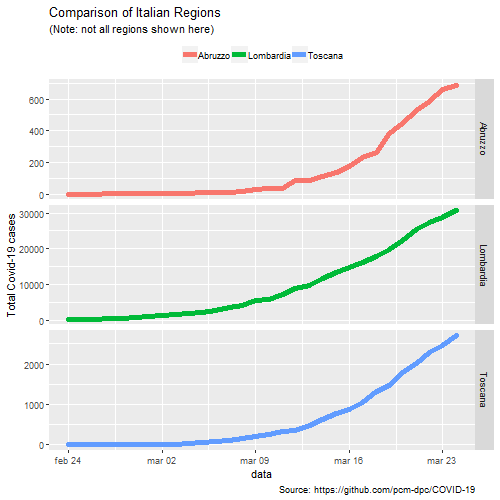 Comparison of Italian Regions
(Note: not all regions shown here)
Abruzzo Lombardia Toscana
600
400
200
0
Abruzzo
30000
20000
10000
0
Lombardia
2000
1000
0
Toscana
Total Covid-19 cases
feb 24 mar 02 mar 09 mar 16 mar 23
data
Source: https://github.com/pcm-dpc/COVID-19